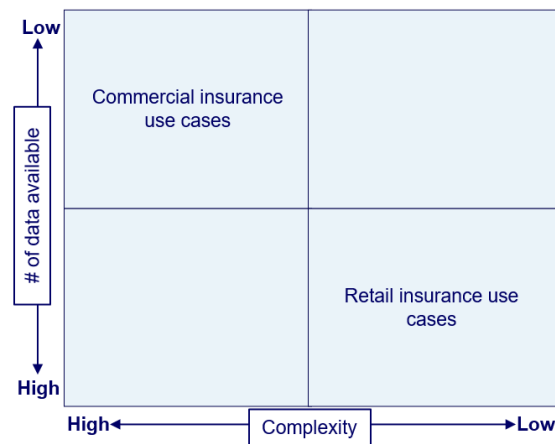 Low
Commercial insurance
use cases
# of data available
Retail insurance use
cases
High
High
Complexity
Low